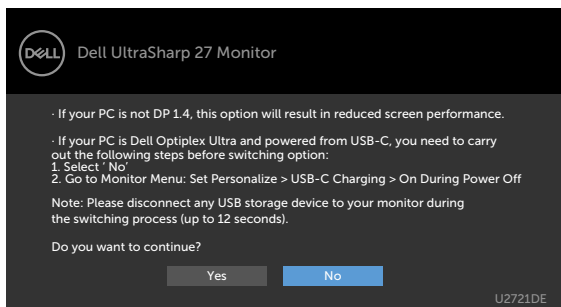 DELL
Dell UltraSharp 27 Monitor
· If your PC is not DP 1.4, this option will result in reduced screen performance.
· If your PC is Dell Optiplex Ultra and powered from USB-C, you need to carry
out the following steps before switching option:
1. Select ‘ No’
2. Go to Monitor Menu: Set Personalize > USB-C Charging > On During Power Off
Note: Please disconnect any USB storage device to your monitor during
the switching process (up to 12 seconds).
Do you want to continue?
Yes No
U2721DE